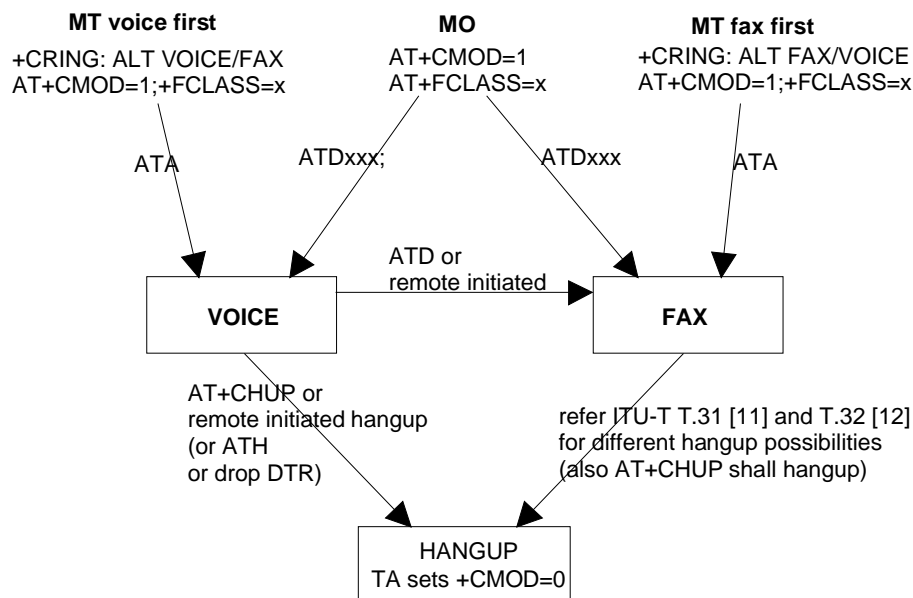 MT voice first
+CRING: ALT VOICE/FAX
AT+CMOD=1;+FCLASS=x
MO
AT+CMOD=1
AT+FCLASS=x
MT fax first
+CRING: ALT FAX/VOICE
AT+CMOD=1;+FCLASS=x
ATA
ATDxxx;
ATDxxx
ATA
ATD or
remote initiated
VOICE
FAX
AT+CHUP or
remote initiated hangup
(or ATH
or drop DTR)
refer ITU-T T.31 [11] and T.32 [12]
for different hangup possibilities
(also AT+CHUP shall hangup)
HANGUP
TA sets +CMOD=0